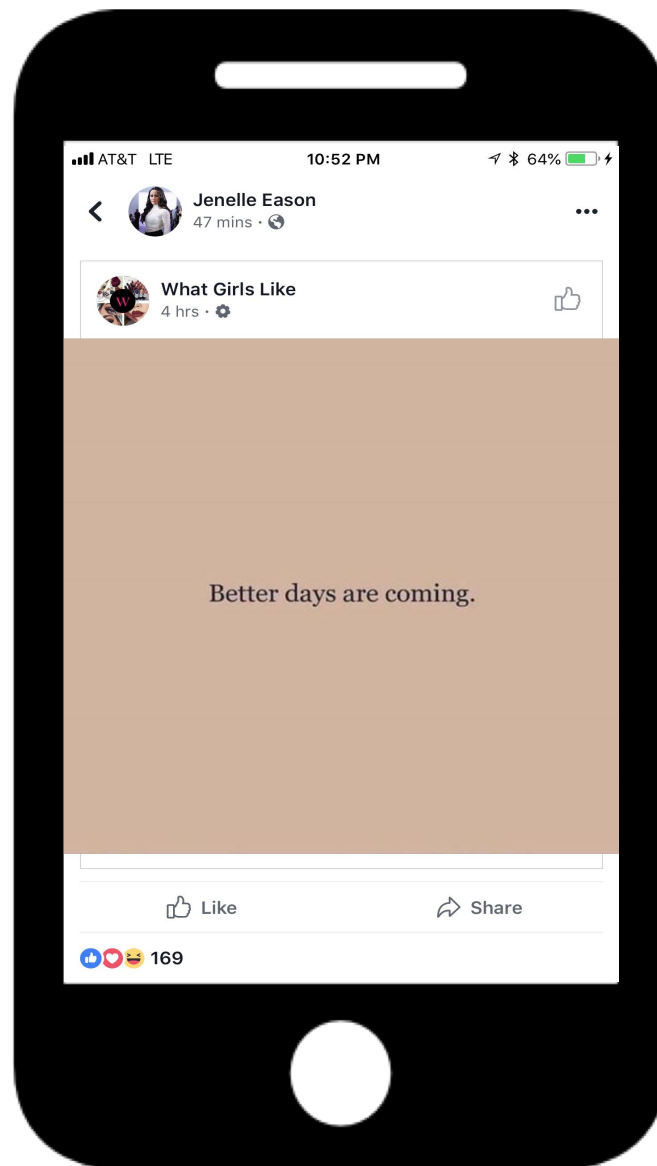 AT&T LTE 10:52 PM 64%
Jenelle Eason
47 mins ·
What Girls Like
4 hrs ·
W
Better days are coming.
Like Share
169